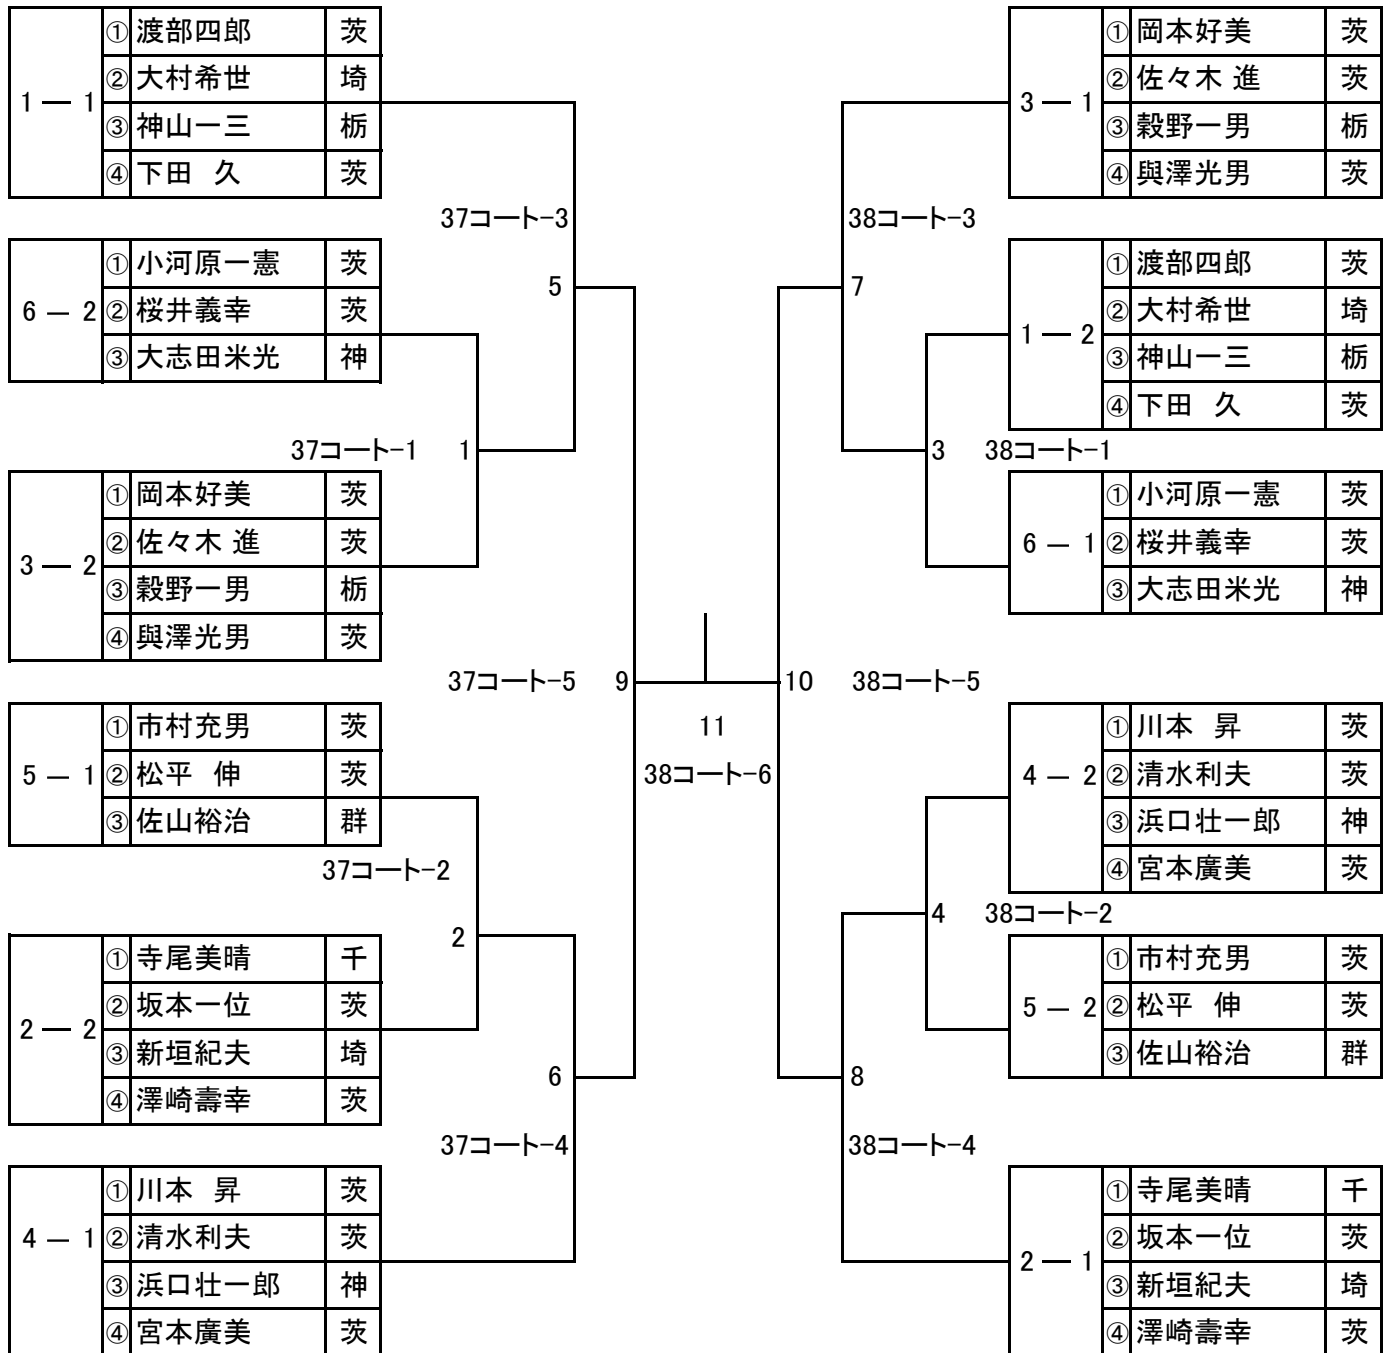 1 — 1
① 渡部四郎 茨
② 大村希世 埼
③ 神山一三 栃
④ 下田 久 茨
37コート-3
5
6 — 2
① 小河原一憲 茨
② 桜井義幸 茨
③ 大志田米光 神
37コート-1 1
3 — 2
① 岡本好美 茨
② 佐々木 進 茨
③ 穀野一男 栃
④ 與澤光男 茨
37コート-5 9
5 — 1
① 市村充男 茨
② 松平 伸 茨
③ 佐山裕治 群
37コート-2
2
2 — 2
① 寺尾美晴 千
② 坂本一位 茨
③ 新垣紀夫 埼
④ 澤崎壽幸 茨
6
37コート-4
4 — 1
① 川本 昇 茨
② 清水利夫 茨
③ 浜口壮一郎 神
④ 宮本廣美 茨
11
38コート-6
3 — 1
① 岡本好美 茨
② 佐々木 進 茨
③ 穀野一男 栃
④ 與澤光男 茨
38コート-3
7
1 — 2
① 渡部四郎 茨
② 大村希世 埼
③ 神山一三 栃
④ 下田 久 茨
3 38コート-1
6 — 1
① 小河原一憲 茨
② 桜井義幸 茨
③ 大志田米光 神
10 38コート-5
4 — 2
① 川本 昇 茨
② 清水利夫 茨
③ 浜口壮一郎 神
④ 宮本廣美 茨
4 38コート-2
5 — 2
① 市村充男 茨
② 松平 伸 茨
③ 佐山裕治 群
8
38コート-4
2 — 1
① 寺尾美晴 千
② 坂本一位 茨
③ 新垣紀夫 埼
④ 澤崎壽幸 茨